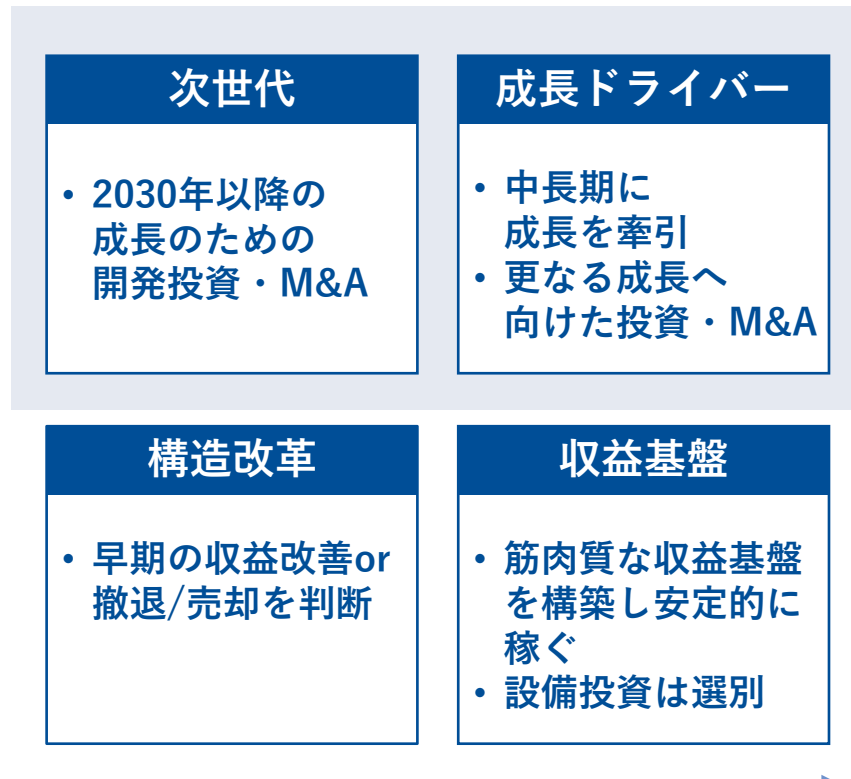 次世代
・2030年以降の
成長のための
開発投資・M&A
成長ドライバー
・中長期に
成長を牽引
・更なる成長へ
向けた投資・M&A
構造改革
・早期の収益改善or
撤退/売却を判断
収益基盤
・筋肉質な収益基盤
を構築し安定的に
稼ぐ
・設備投資は選別